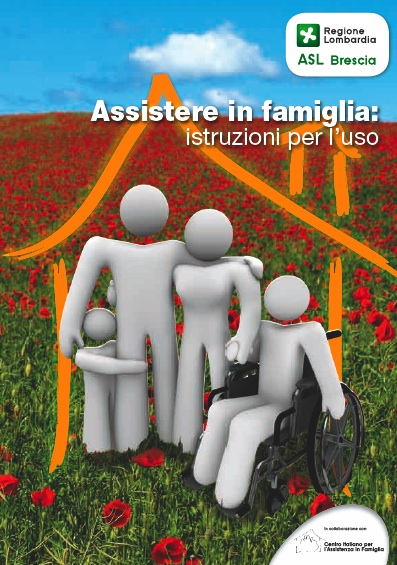 Regione
Lombardia
ASL Brescia
Assistere in famiglia:
istruzioni per l'uso
In collaborazione con
Centro Italiano per
l'Assistenza in Famiglia